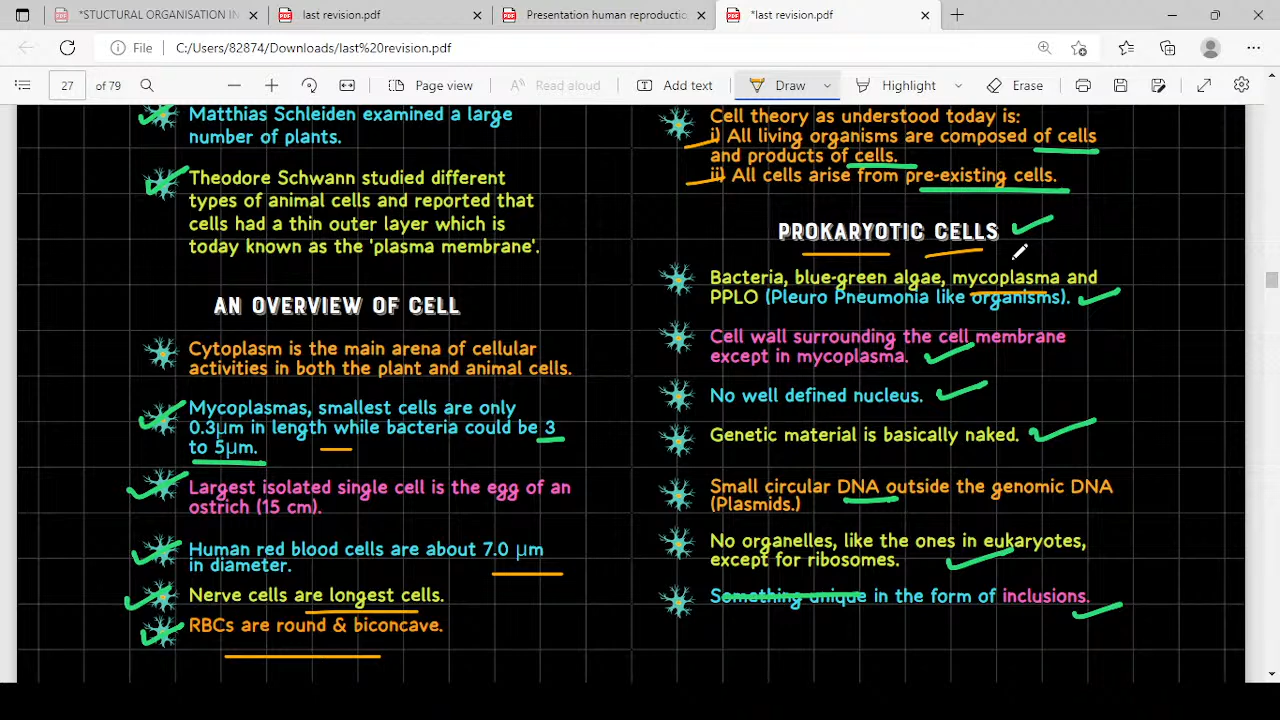 *STUCTURAL ORGANISATION IN
last revision.pdf
Presentation human reproductio
*last revision.pdf
File
C:/Users/82874/Downloads/last%20revision.pdf
27
of 79
Page view
Read aloud
Add text
Draw
Highlight
Erase
Matthias Schleiden examined a large
number of plants.
Theodore Schwann studied different
types of animal cells and reported that
cells had a thin outer layer which is
today known as the 'plasma membrane'.
AN OVERVIEW OF CELL
Cytoplasm is the main arena of cellular
activities in both the plant and animal cells.
Mycoplasmas, smallest cells are only
0.3µm in length while bacteria could be 3
to 5µm.
Largest isolated single cell is the egg of an
ostrich (15 cm).
Human red blood cells are about 7.0 µm
in diameter.
Nerve cells are longest cells.
RBCs are round & biconcave.
Cell theory as understood today is:
i) All living organisms are composed of cells
and products of cells.
ii) All cells arise from pre-existing cells.
PROKARYOTIC CELLS
Bacteria, blue-green algae, mycoplasma and
PPLO (Pleuro Pneumonia like organisms).
Cell wall surrounding the cell membrane
except in mycoplasma.
No well defined nucleus.
Genetic material is basically naked.
Small circular DNA outside the genomic DNA
(Plasmids.)
No organelles, like the ones in eukaryotes,
except for ribosomes.
Something unique in the form of inclusions.